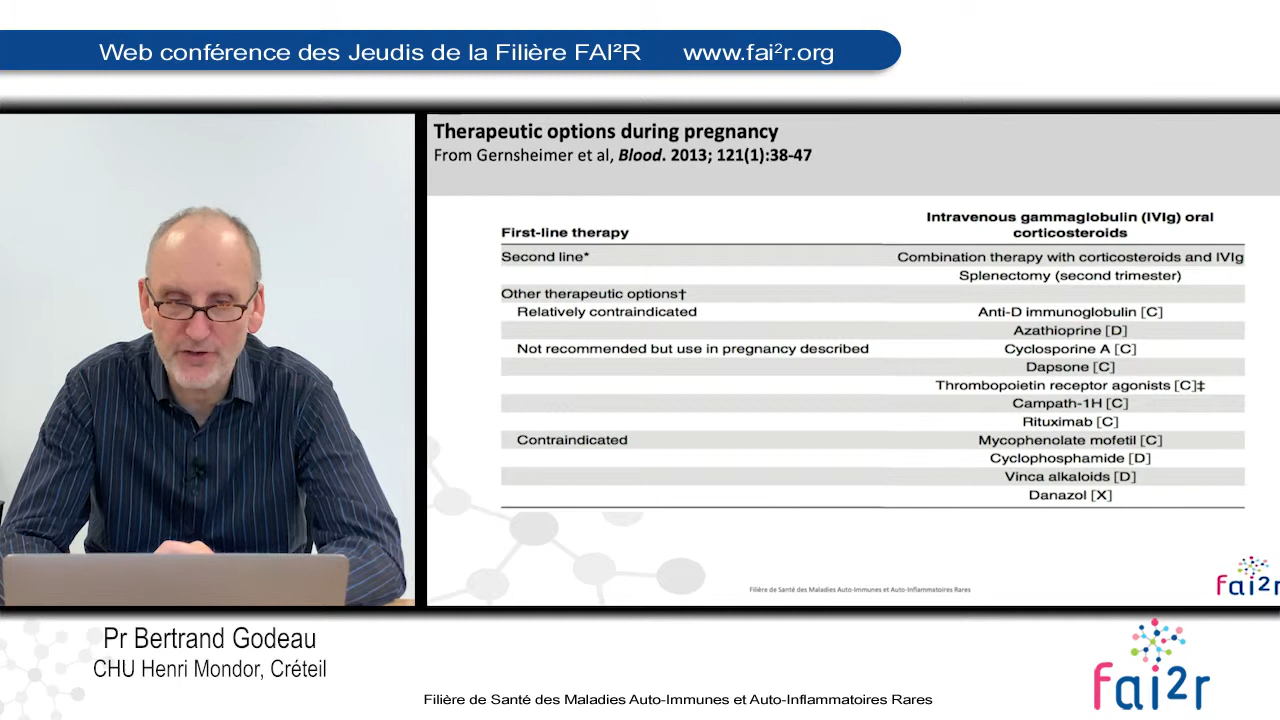 Web conférence des Jeudis de la Filière FAI²R www.fai²r.org
Therapeutic options during pregnancy
From Gernsheimer et al, Blood. 2013; 121(1):38-47
First-line therapy
Intravenous gammaglobulin (IVIg) oral
corticosteroids
Second line* Combination therapy with corticosteroids and IVIg
Splenectomy (second trimester)
Other therapeutic options†
Relatively contraindicated Anti-D immunoglobulin [C]
Azathioprine [D]
Not recommended but use in pregnancy described Cyclosporine A [C]
Dapsone [C]
Thrombopoietin receptor agonists [C]‡
Campath-1H [C]
Rituximab [C]
Contraindicated Mycophenolate mofetil [C]
Cyclophosphamide [D]
Vinca alkaloids [D]
Danazol [X]
Filière de Santé des Maladies Auto-Immunes et Auto-Inflammatoires Rares
fai2r
Pr Bertrand Godeau
CHU Henri Mondor, Créteil
fai2r
Filière de Santé des Maladies Auto-Immunes et Auto-Inflammatoires Rares